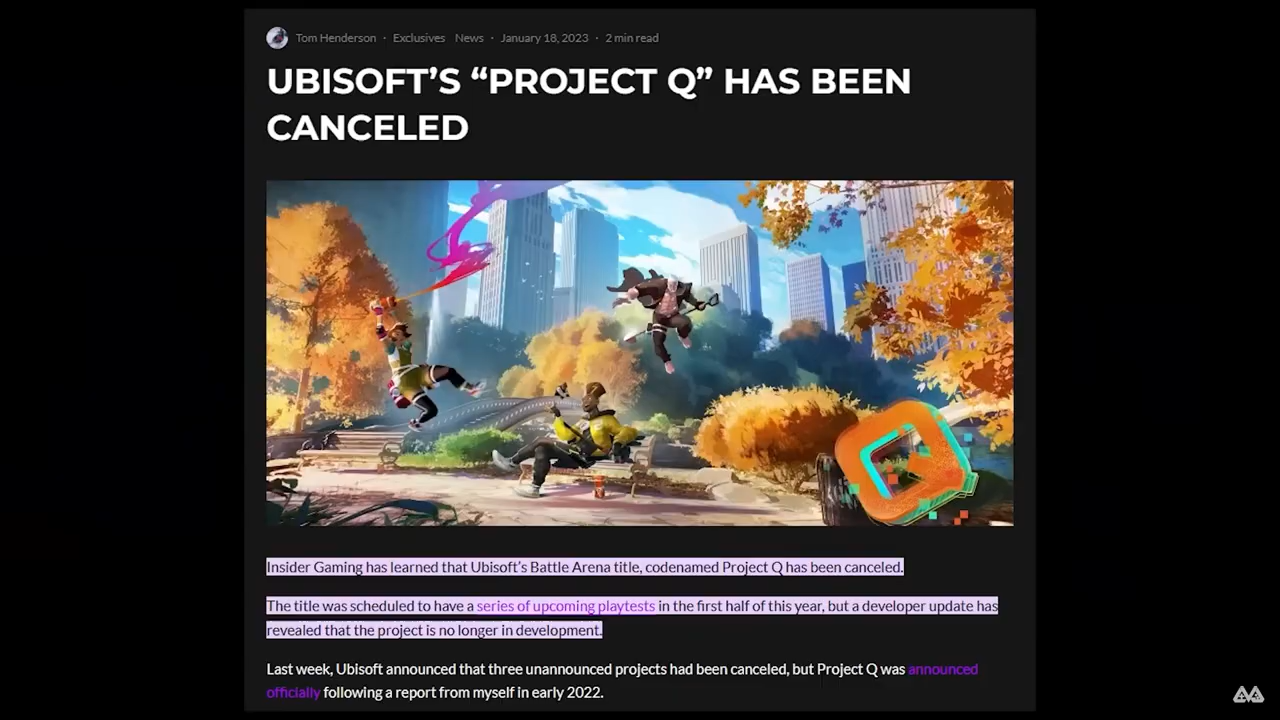 Tom Henderson · Exclusives News · January 18, 2023 · 2 min read
UBISOFT’S “PROJECT Q” HAS BEEN
CANCELED
Insider Gaming has learned that Ubisoft’s Battle Arena title, codenamed Project Q has been canceled.
The title was scheduled to have a series of upcoming playtests in the first half of this year, but a developer update has
revealed that the project is no longer in development.
Last week, Ubisoft announced that three unannounced projects had been canceled, but Project Q was announced
officially following a report from myself in early 2022.